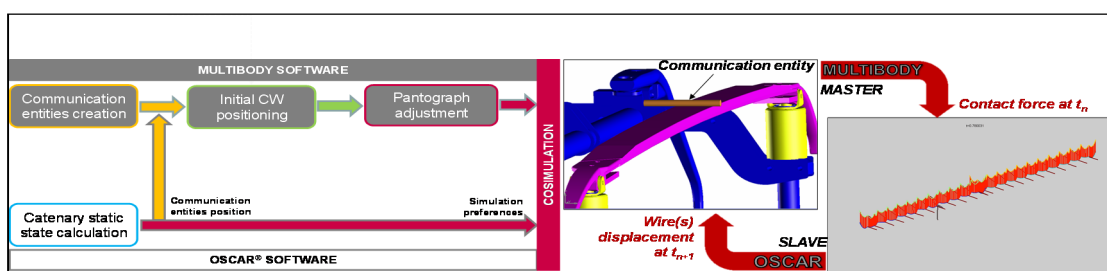 MULTIBODY SOFTWARE
Communication
entities creation
Initial CW
positioning
Pantograph
adjustment
Communication
entities position
Simulation
preferences
Catenary static
state calculation
OSCAR® SOFTWARE
COSIMULATION
Communication entity
MULTIBODY
MASTER
Contact force at tn
Wire(s)
displacement
at tn+1
SLAVE
OSCAR